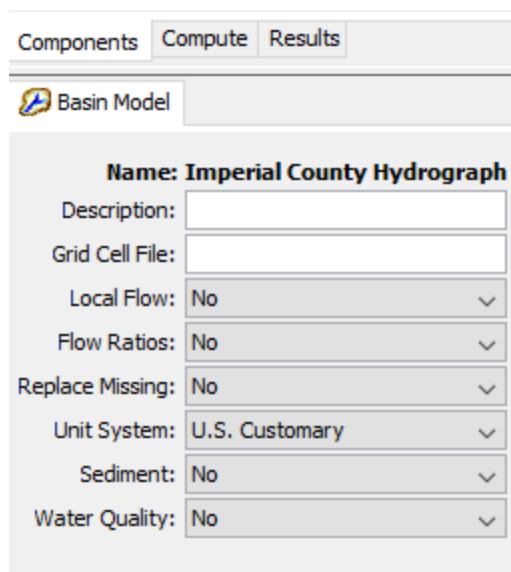 Components Compute Results
Basin Model
Name: Imperial County Hydrograph
Description:
Grid Cell File:
Local Flow: No
Flow Ratios: No
Replace Missing: No
Unit System: U.S. Customary
Sediment: No
Water Quality: No